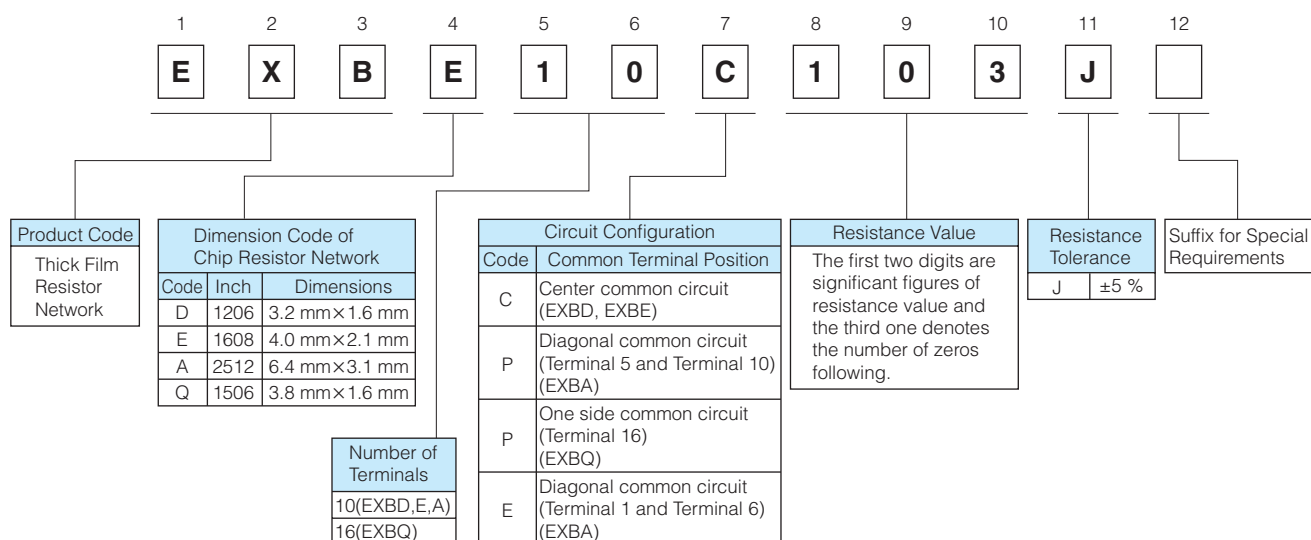 1 2 3 4 5 6 7 8 9 10 11 12
E X B E 1 0 C 1 0 3 J
Product Code
Thick Film
Resistor
Network
Dimension Code of
Chip Resistor Network
Code Inch Dimensions
D 1206 3.2 mm×1.6 mm
E 1608 4.0 mm×2.1 mm
A 2512 6.4 mm×3.1 mm
Q 1506 3.8 mm×1.6 mm
Number of
Terminals
10(EXBD,E,A)
16(EXBQ)
Circuit Configuration
Code Common Terminal Position
C Center common circuit
(EXBD, EXBE)
P Diagonal common circuit
(Terminal 5 and Terminal 10)
(EXBA)
P One side common circuit
(Terminal 16)
(EXBQ)
E Diagonal common circuit
(Terminal 1 and Terminal 6)
(EXBA)
Resistance Value
The first two digits are
significant figures of
resistance value and
the third one denotes
the number of zeros
following.
Resistance
Tolerance
J ±5 %
Suffix for Special
Requirements